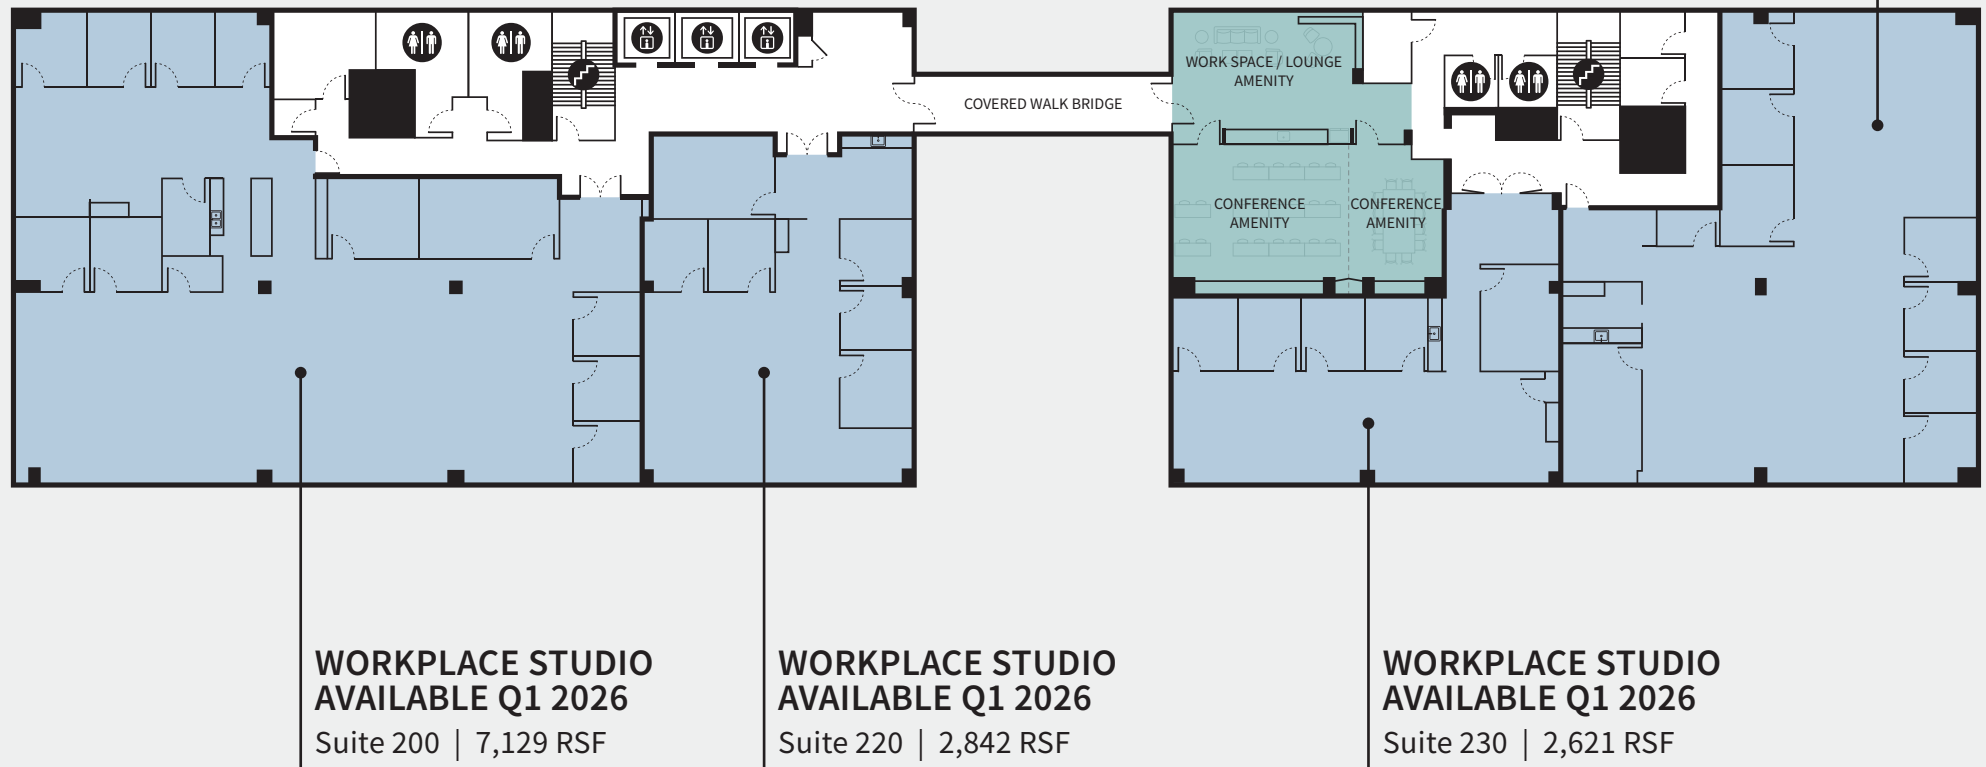 WORK SPACE / LOUNGE
AMENITY
COVERED WALK BRIDGE
CONFERENCE
AMENITY
CONFERENCE
AMENITY
WORKPLACE STUDIO
AVAILABLE Q1 2026
Suite 200 | 7,129 RSF
WORKPLACE STUDIO
AVAILABLE Q1 2026
Suite 220 | 2,842 RSF
WORKPLACE STUDIO
AVAILABLE Q1 2026
Suite 230 | 2,621 RSF